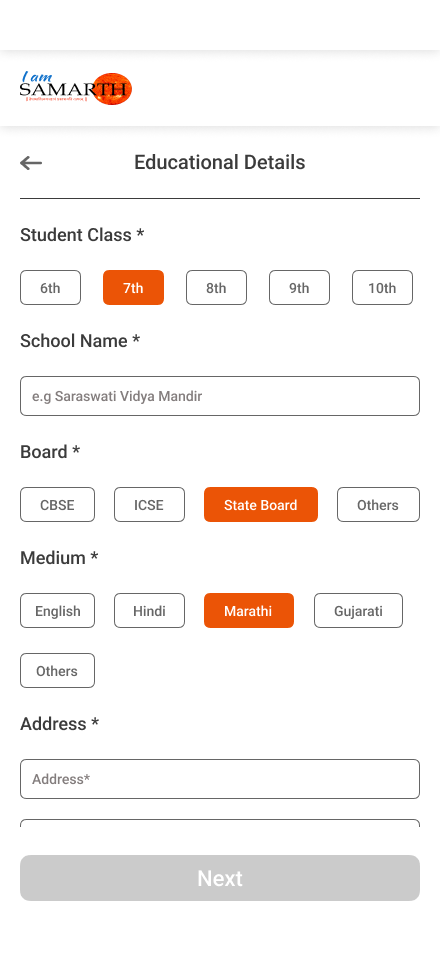 I am
SAMARTH
Educational Details
Student Class *
6th 7th 8th 9th 10th
School Name *
e.g Saraswati Vidya Mandir
Board *
CBSE ICSE State Board Others
Medium *
English Hindi Marathi Gujarati
Others
Address *
Address*
Next